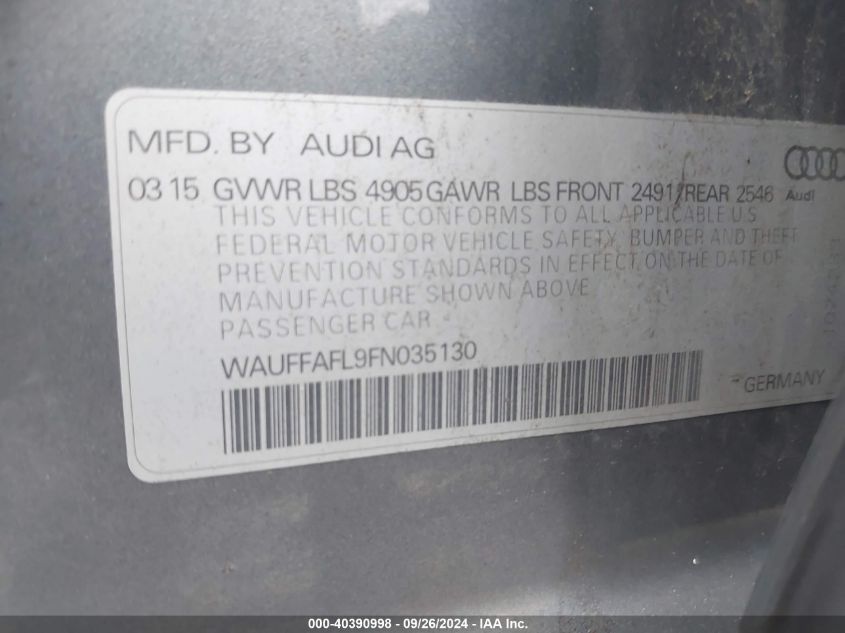 MFD. BY AUDI AG
03 15 GVWR LBS 4905 GAWR LBS FRONT 2491 REAR 2546
Audi
THIS VEHICLE CONFORMS TO ALL APPLICABLE U.S
FEDERAL MOTOR VEHICLE SAFETY, BUMPER AND THEFT
PREVENTION STANDARDS IN EFFECT ON THE DATE OF
MANUFACTURE SHOWN ABOVE
PASSENGER CAR
WAUFFAFL9FN035130
GERMANY
000-40390998 - 09/26/2024 - IAA Inc.